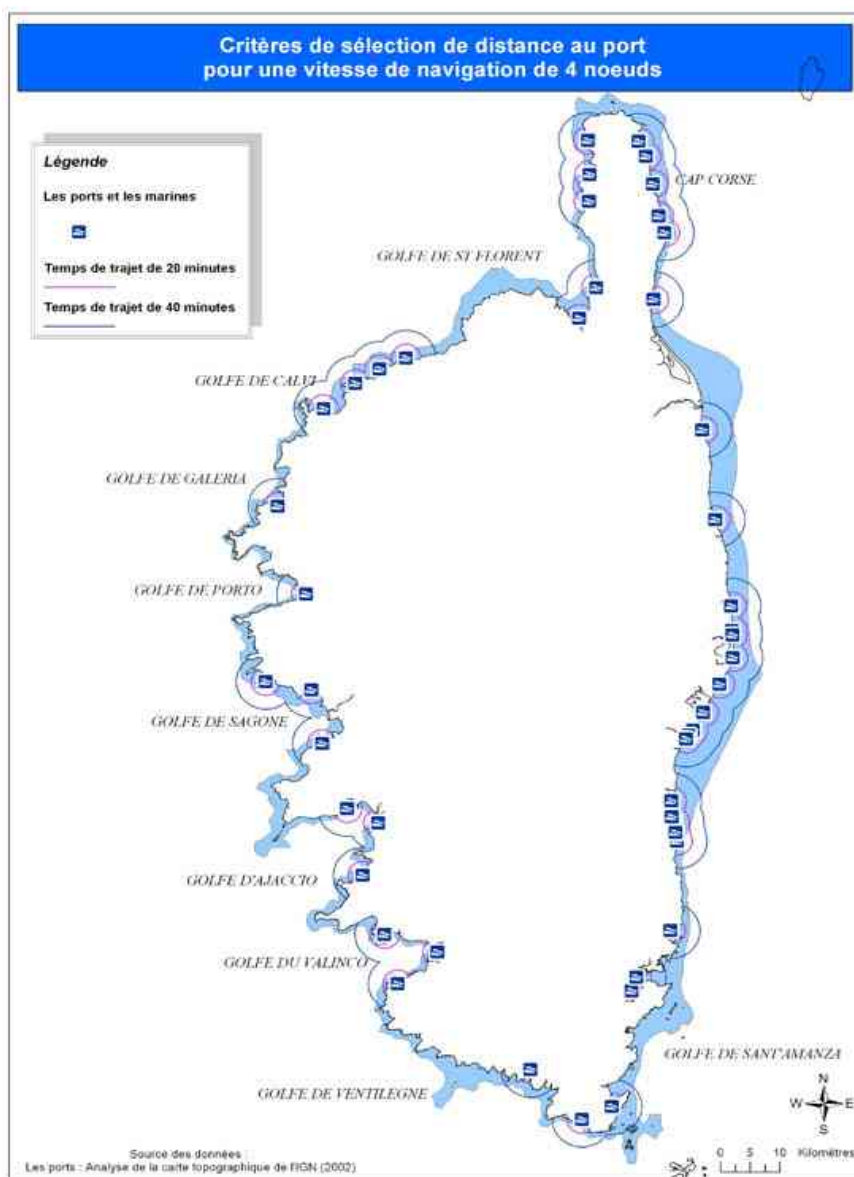 Critères de sélection de distance au port
pour une vitesse de navigation de 4 noeuds
Légende
Les ports et les marines
Temps de trajet de 20 minutes
Temps de trajet de 40 minutes
CAP CORSE
GOLFE DE ST FLORENT
GOLFE DE CALVI
GOLFE DE GALERIA
GOLFE DE PORTO
GOLFE DE SAGONE
GOLFE D'AJACCIO
GOLFE DU VALINCO
GOLFE DE SANT'AMANZA
GOLFE DE VENTILEGNE
N
W E
S
0 5 10 Kilomètres
Source des données :
Les ports : Analyse de la carte topographique de l'IGN (2002)